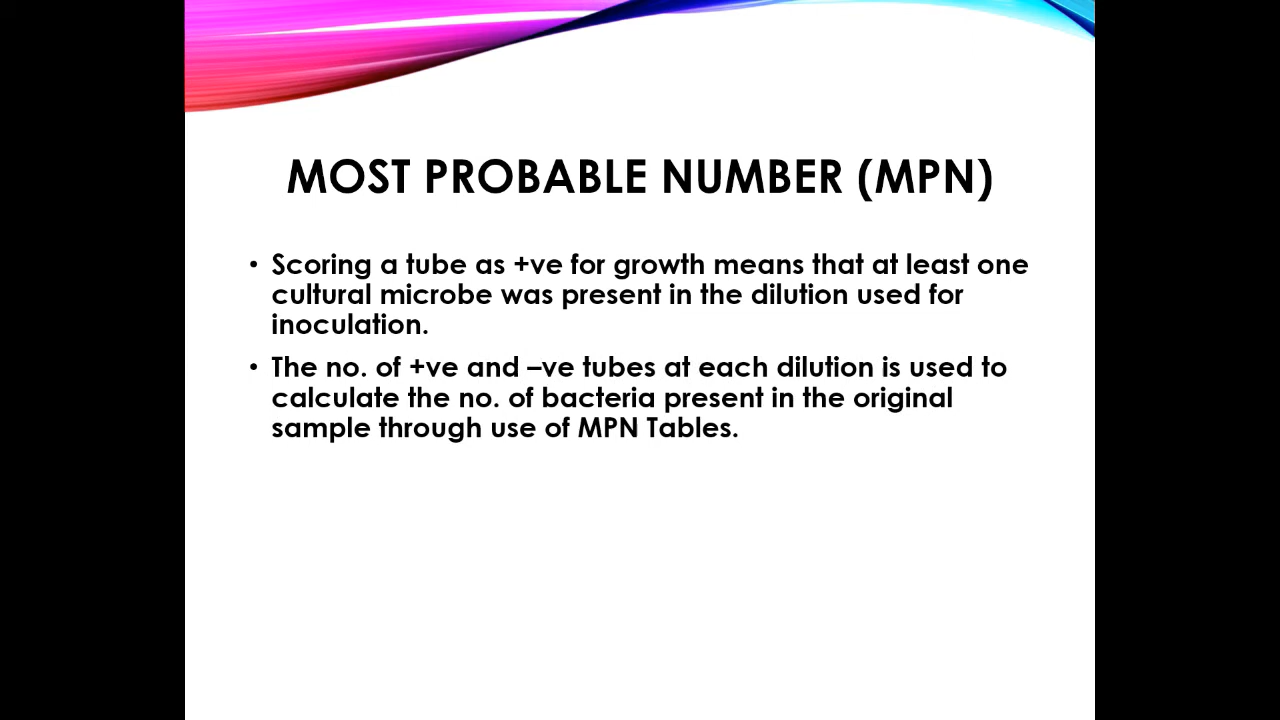 MOST PROBABLE NUMBER (MPN)
• Scoring a tube as +ve for growth means that at least one
cultural microbe was present in the dilution used for
inoculation.
• The no. of +ve and –ve tubes at each dilution is used to
calculate the no. of bacteria present in the original
sample through use of MPN Tables.